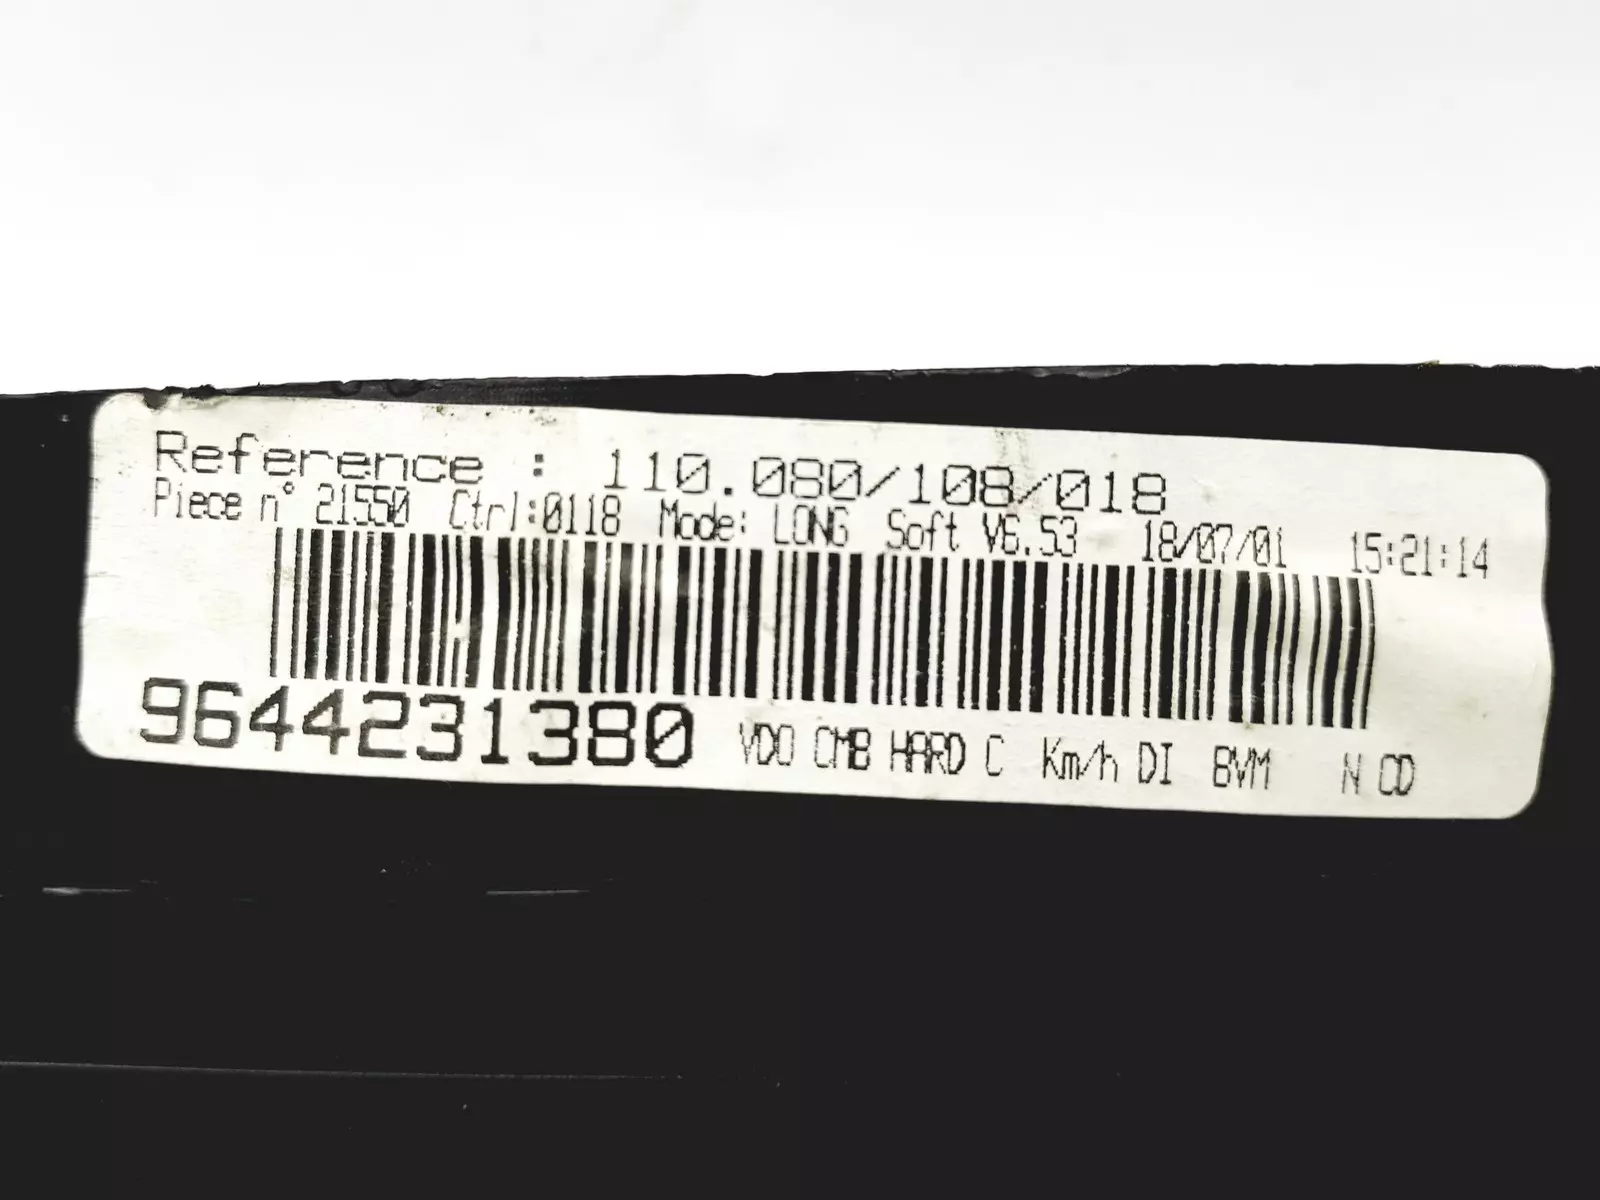 Reference : 110.080/108/018
Piece n° 21550 Ctrl:0118 Mode: LONG Soft V6.53 18/07/01 15:21:14
9644231380 VDO CMB HARD C Km/h DI BVM N CD